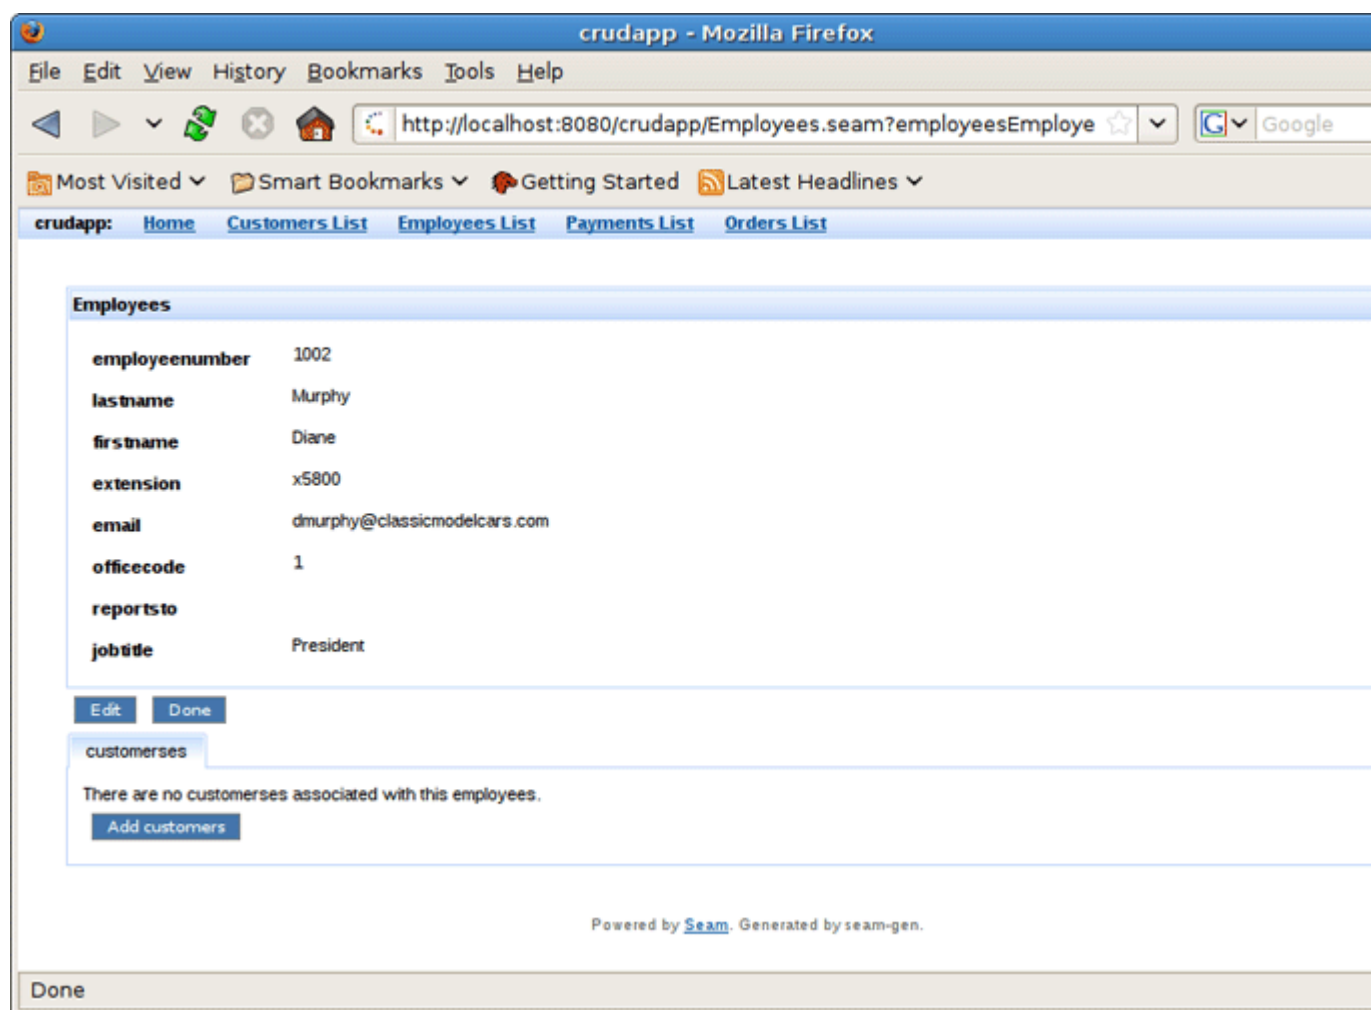 crudapp - Mozilla Firefox
File Edit View History Bookmarks Tools Help
http://localhost:8080/crudapp/Employees.seam?employeesEmploye Google
Most Visited Smart Bookmarks Getting Started Latest Headlines
crudapp: Home Customers List Employees List Payments List Orders List
Employees
employeenumber 1002
lastname Murphy
firstname Diane
extension x5800
email dmurphy@classicmodelcars.com
officecode 1
reportsto
jobtitle President
Edit Done
customerses
There are no customerses associated with this employees.
Add customers
Powered by Seam. Generated by seam-gen.
Done